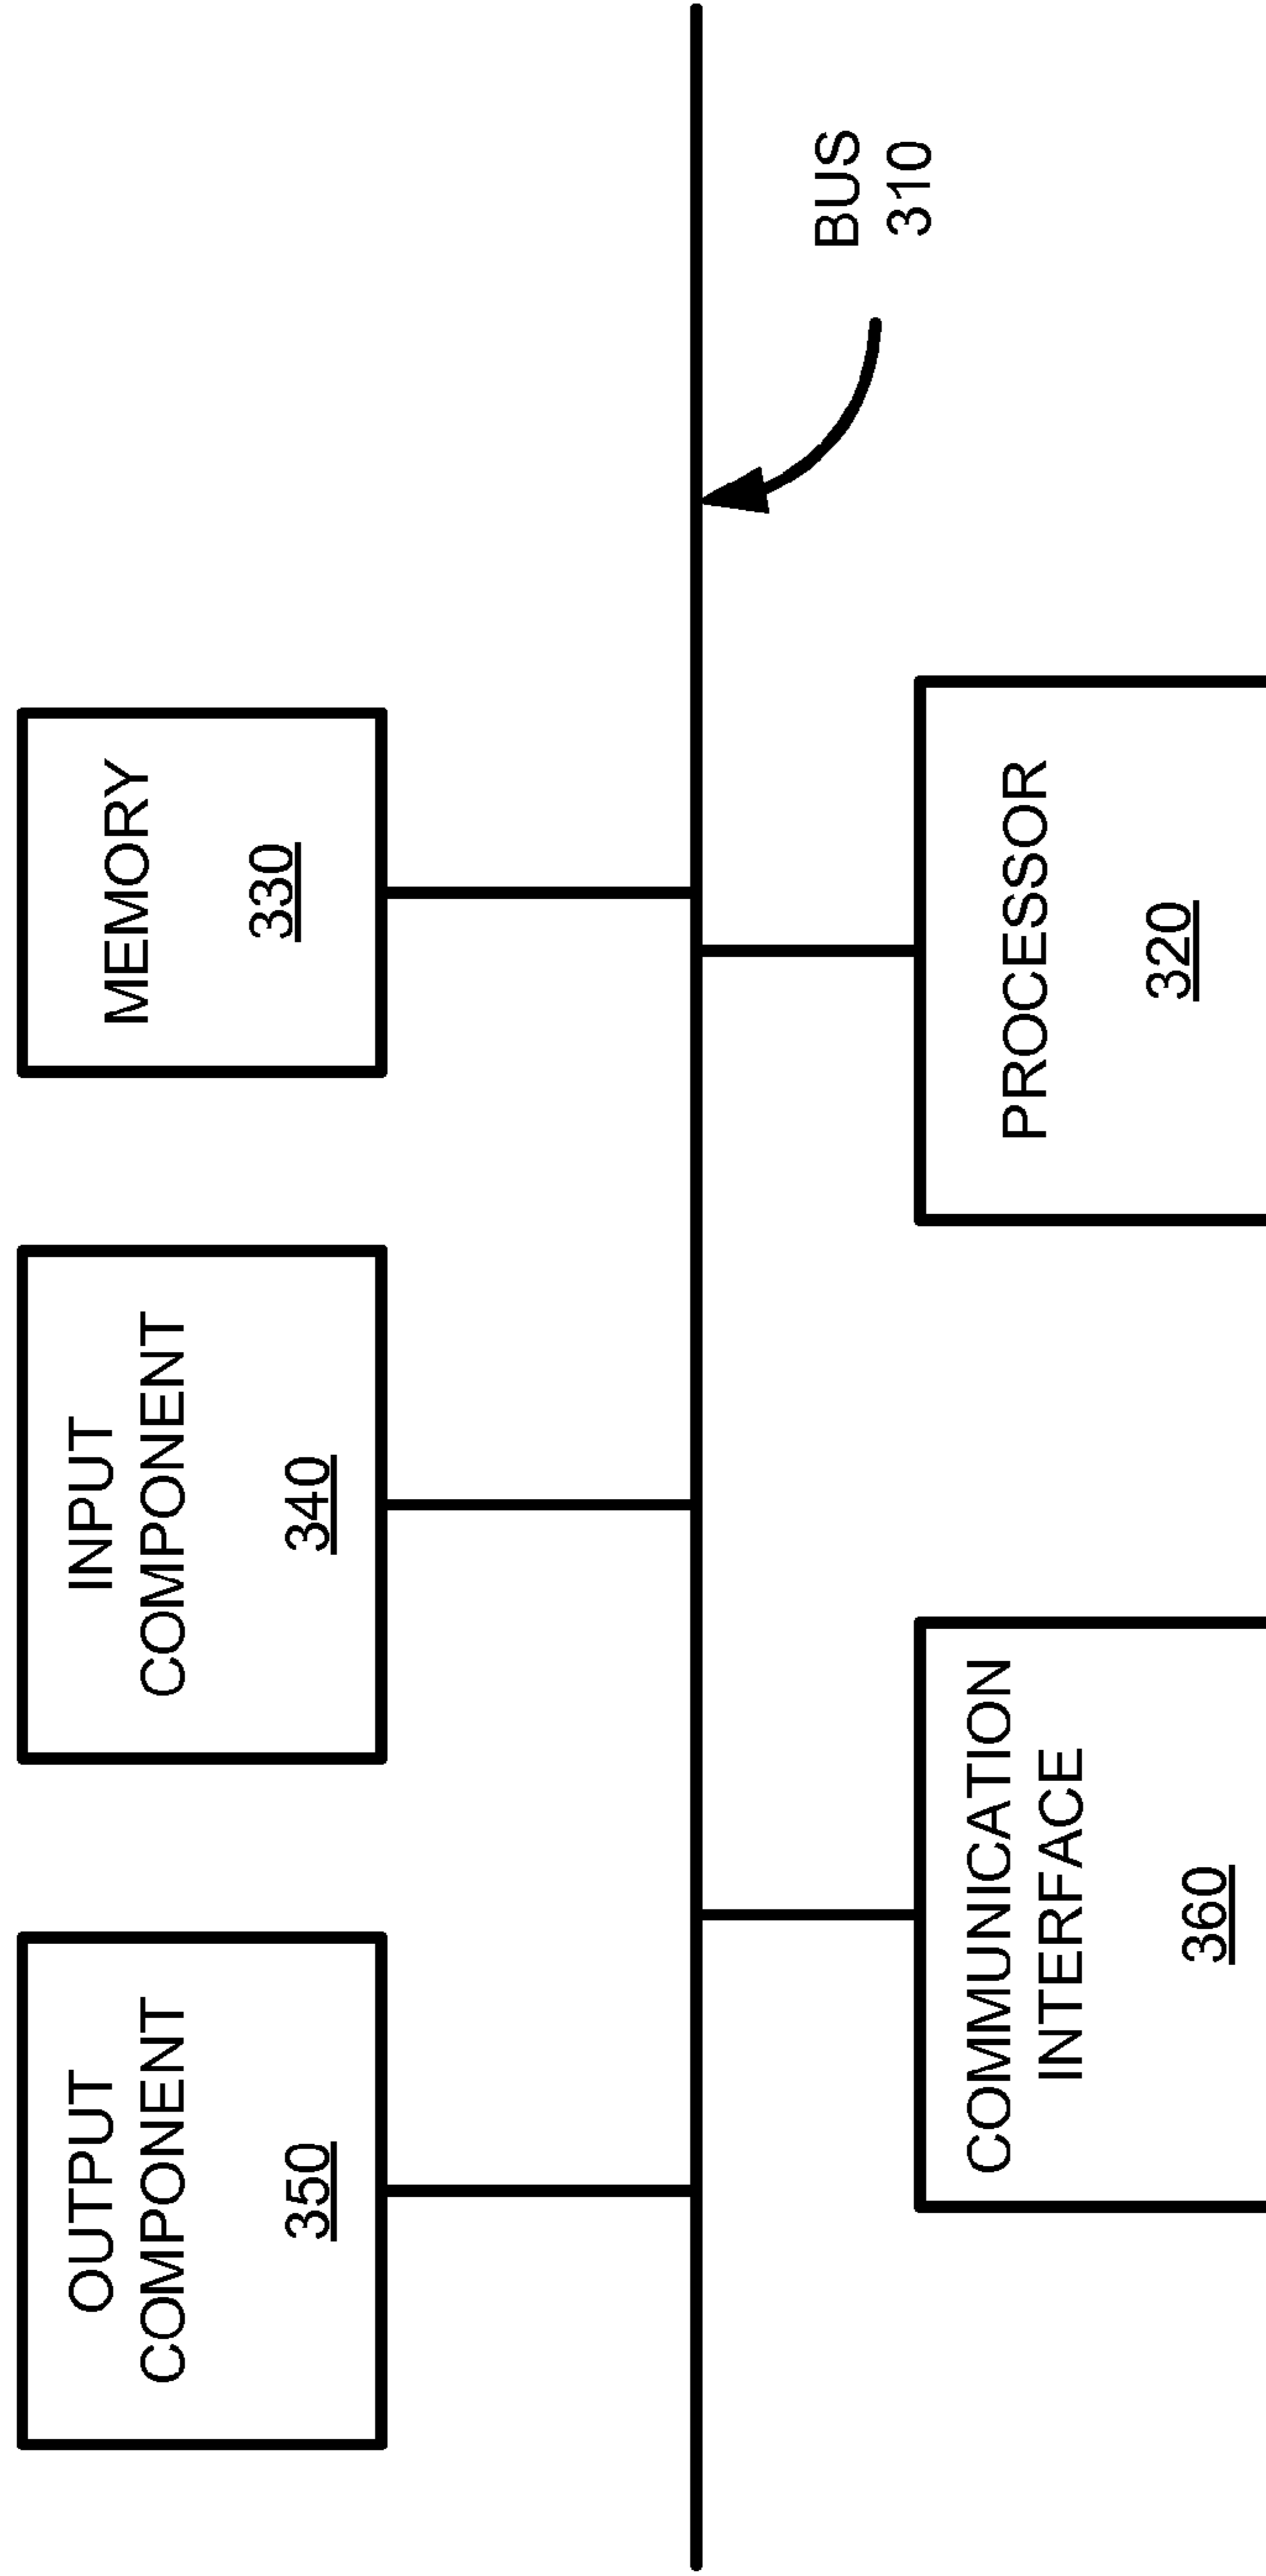 OUTPUT
COMPONENT
350
INPUT
COMPONENT
340
MEMORY
330
BUS
310
COMMUNICATION
INTERFACE
360
PROCESSOR
320